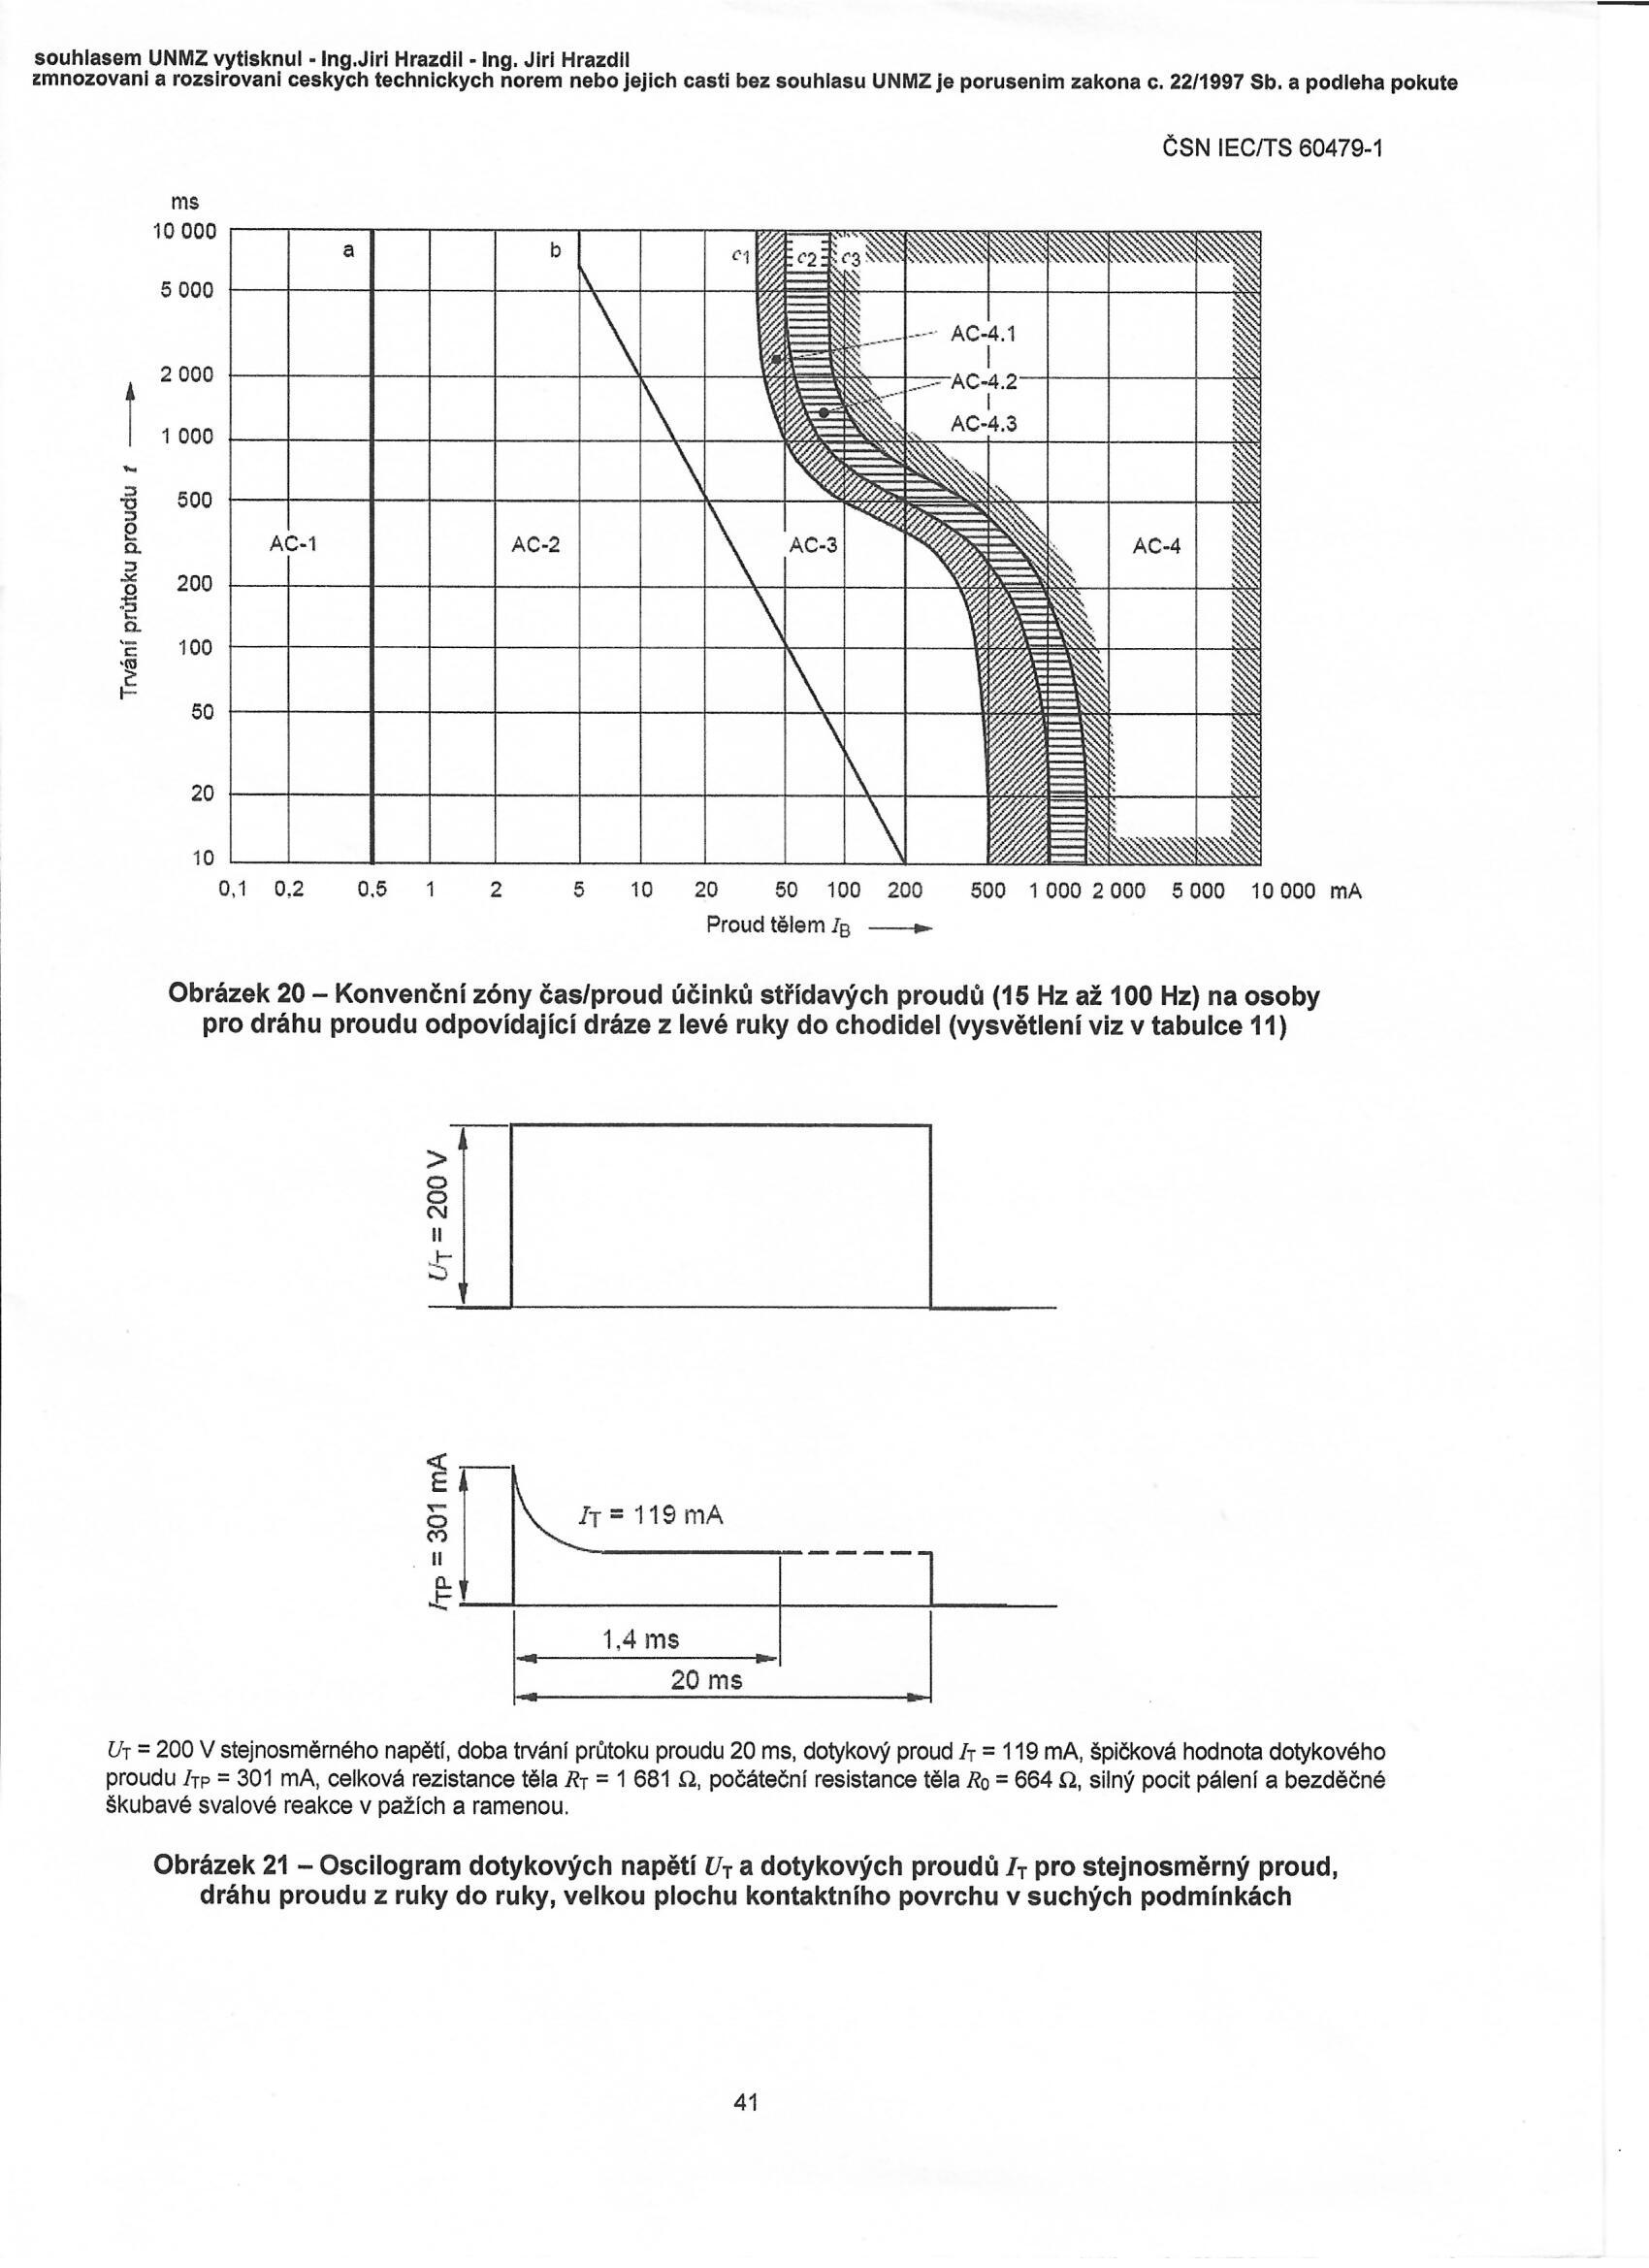 souhlasem UNMZ vytisknul - Ing.Jiri Hrazdil - Ing. Jiri Hrazdil
zmnozovani a rozsirovani ceskych technickych norem nebo jejich casti bez souhlasu UNMZ je porusenim zakona c. 22/1997 Sb. a podleha pokute
ČSN IEC/TS 60479-1
ms
10 000
a
b
c1
c2
c3
5 000
AC-4.1
2 000
AC-4.2
AC-4.3
1 000
500
AC-1
AC-2
AC-3
AC-4
200
100
50
20
10
Trvání průtoku proudu t
0,1 0,2 0,5 1 2 5 10 20 50 100 200 500 1 000 2 000 5 000 10 000 mA
Proud tělem IB
Obrázek 20 – Konvenční zóny čas/proud účinků střídavých proudů (15 Hz až 100 Hz) na osoby
pro dráhu proudu odpovídající dráze z levé ruky do chodidel (vysvětlení viz v tabulce 11)
UT = 200 V
ITP = 301 mA
IT = 119 mA
1,4 ms
20 ms
UT = 200 V stejnosměrného napětí, doba trvání průtoku proudu 20 ms, dotykový proud IT = 119 mA, špičková hodnota dotykového
proudu ITP = 301 mA, celková rezistance těla RT = 1 681 Ω, počáteční resistance těla R0 = 664 Ω, silný pocit pálení a bezděčné
škubavé svalové reakce v pažích a ramenou.
Obrázek 21 – Oscilogram dotykových napětí UT a dotykových proudů IT pro stejnosměrný proud,
dráhu proudu z ruky do ruky, velkou plochu kontaktního povrchu v suchých podmínkách
41